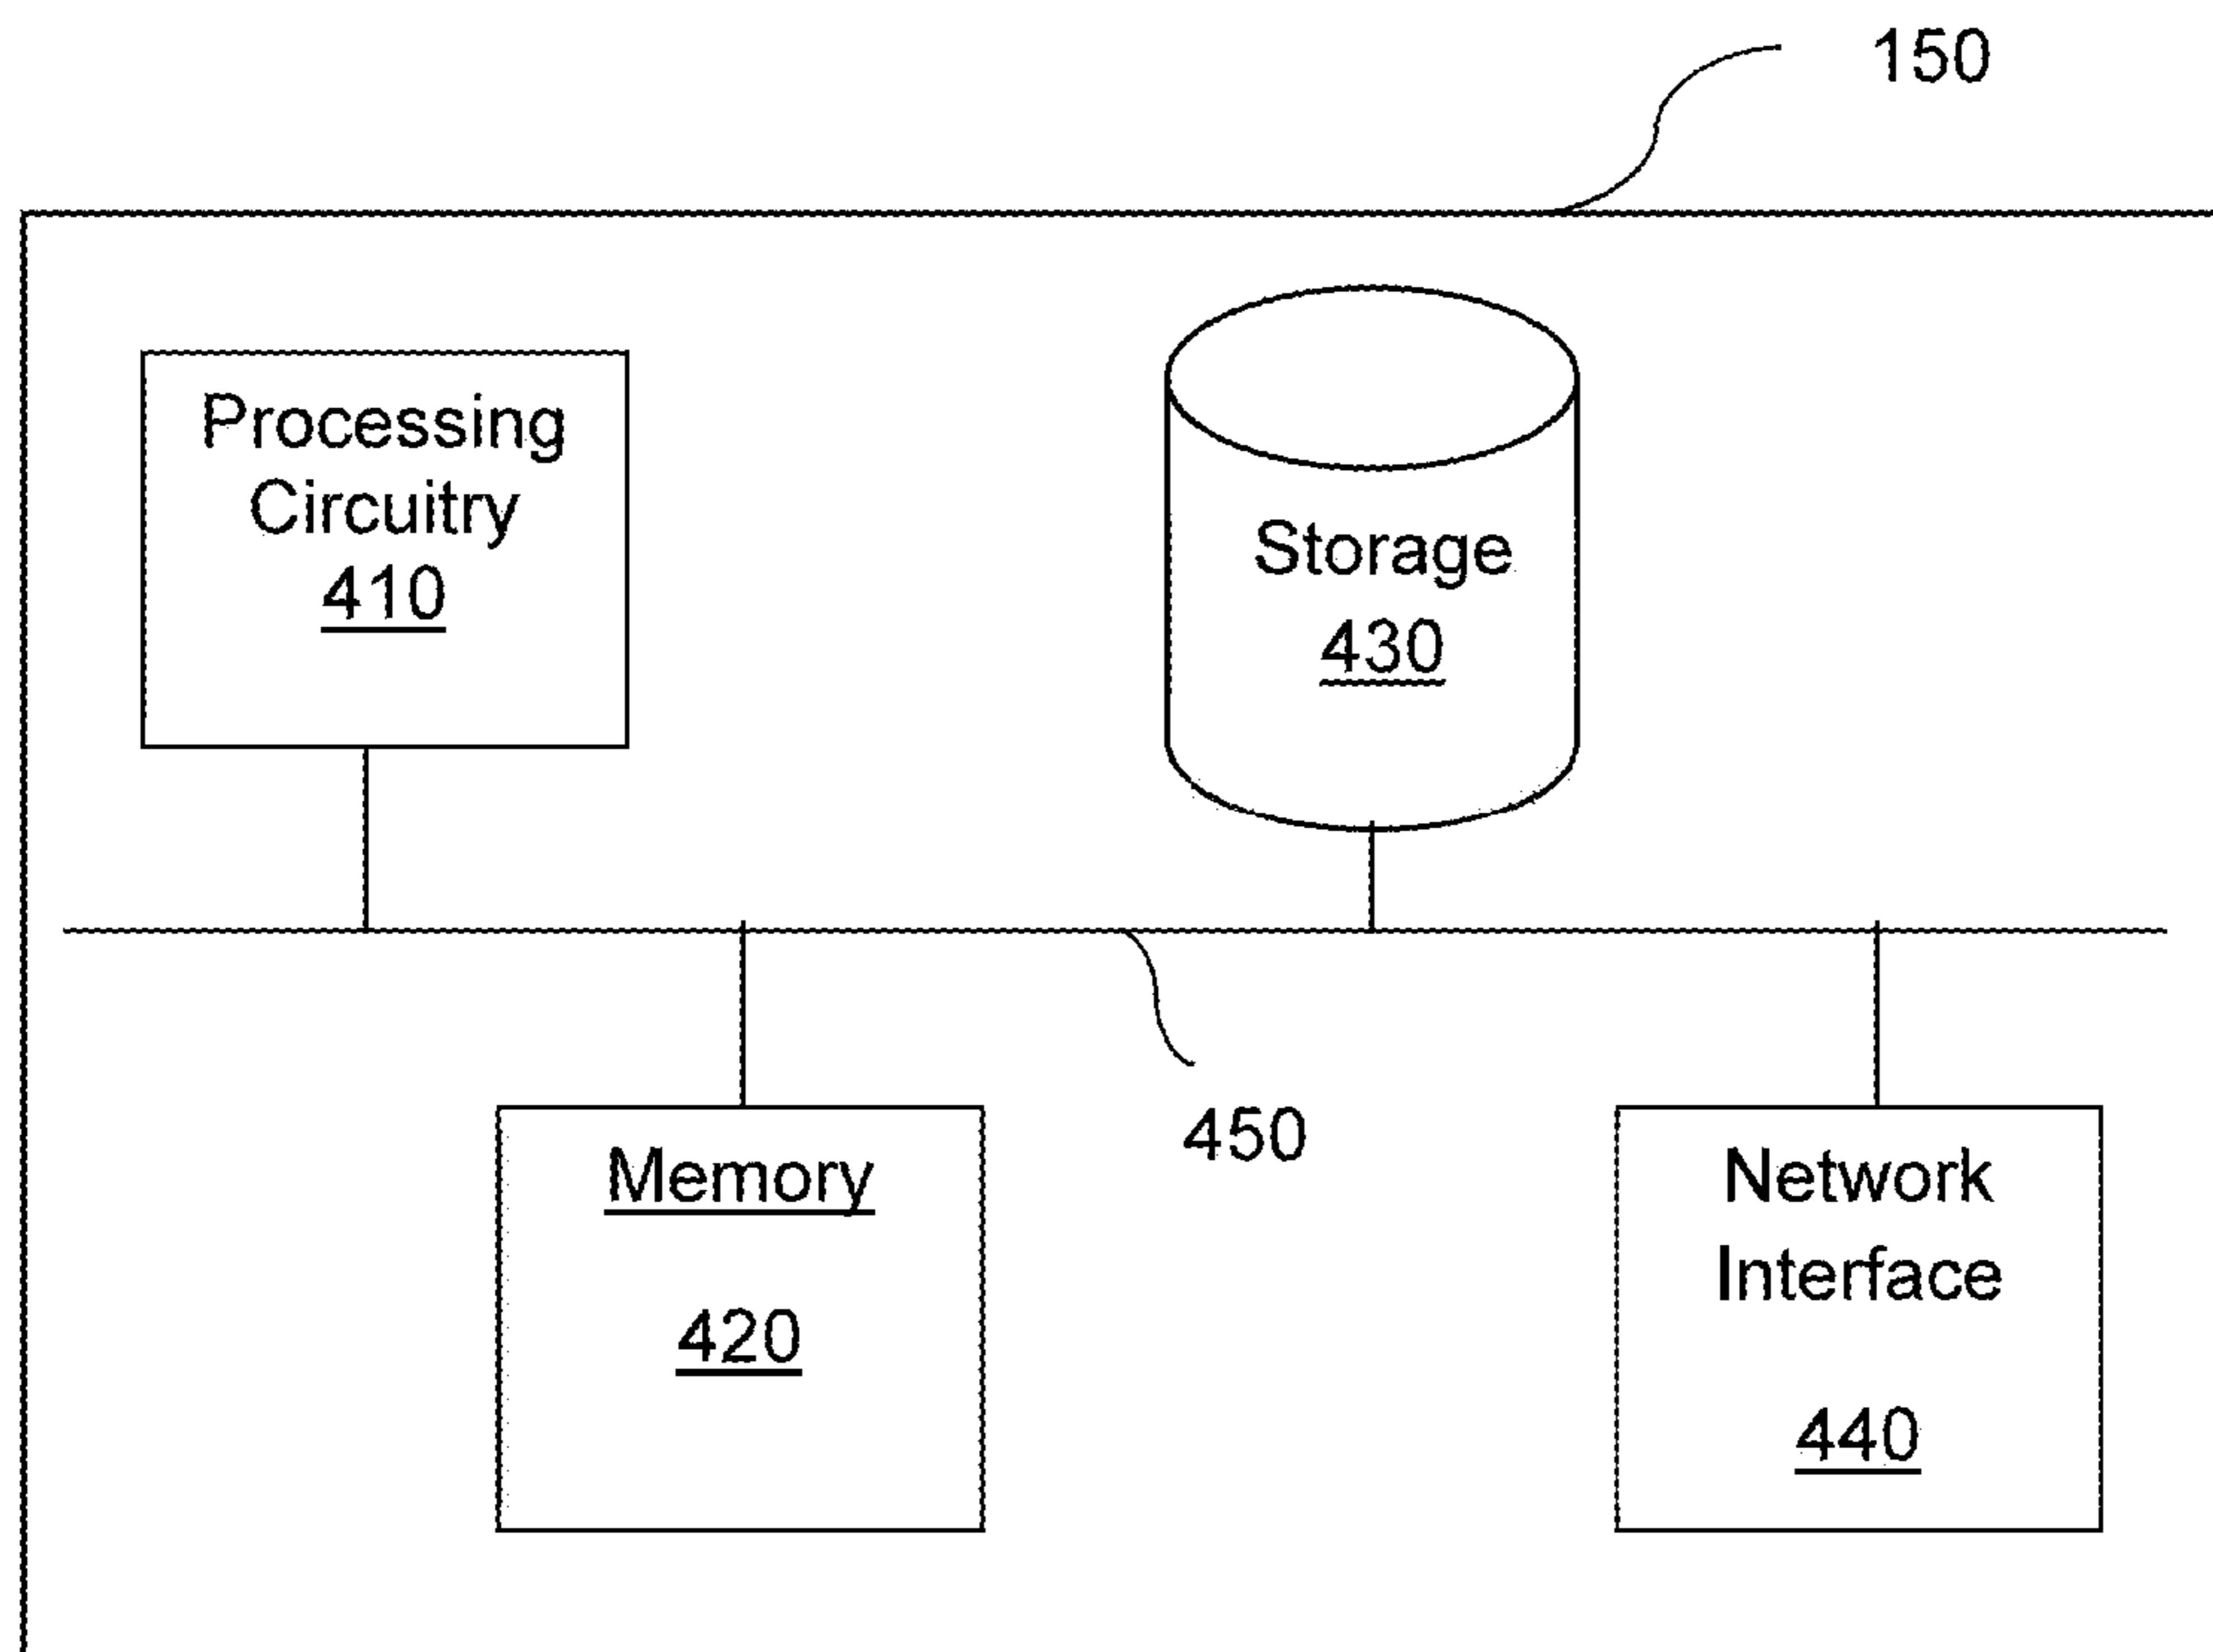 150
Processing
Circuitry
410
Storage
430
450
Memory
420
Network
Interface
440